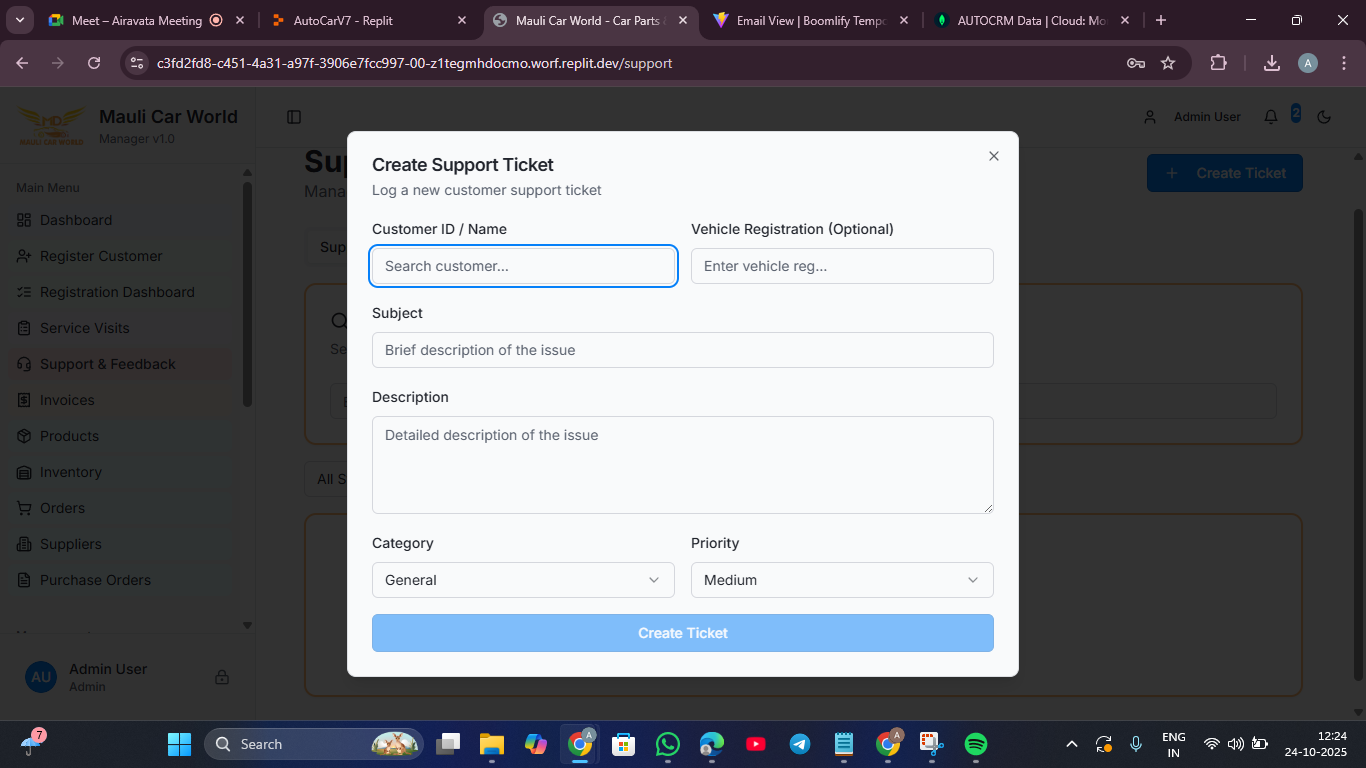 Meet – Airavata Meeting
AutoCarV7 - Replit
Mauli Car World - Car Parts &
Email View | Boomlify Tempo
AUTOCRM Data | Cloud: Mo
c3fd2fd8-c451-4a31-a97f-3906e7fcc997-00-z1tegmhdocmo.worf.replit.dev/support
A
MAULI CAR WORLD
Mauli Car World
Manager v1.0
Admin User
2
Main Menu
Dashboard
Register Customer
Registration Dashboard
Service Visits
Support & Feedback
Invoices
Products
Inventory
Orders
Suppliers
Purchase Orders
AU
Admin User
Admin
Sup
Mana
Create Ticket
Sup
Se
All S
Create Support Ticket
Log a new customer support ticket
Customer ID / Name
Vehicle Registration (Optional)
Search customer...
Enter vehicle reg...
Subject
Brief description of the issue
Description
Detailed description of the issue
Category
Priority
General
Medium
Create Ticket
7
Search
A
A
ENG
IN
12:24
24-10-2025